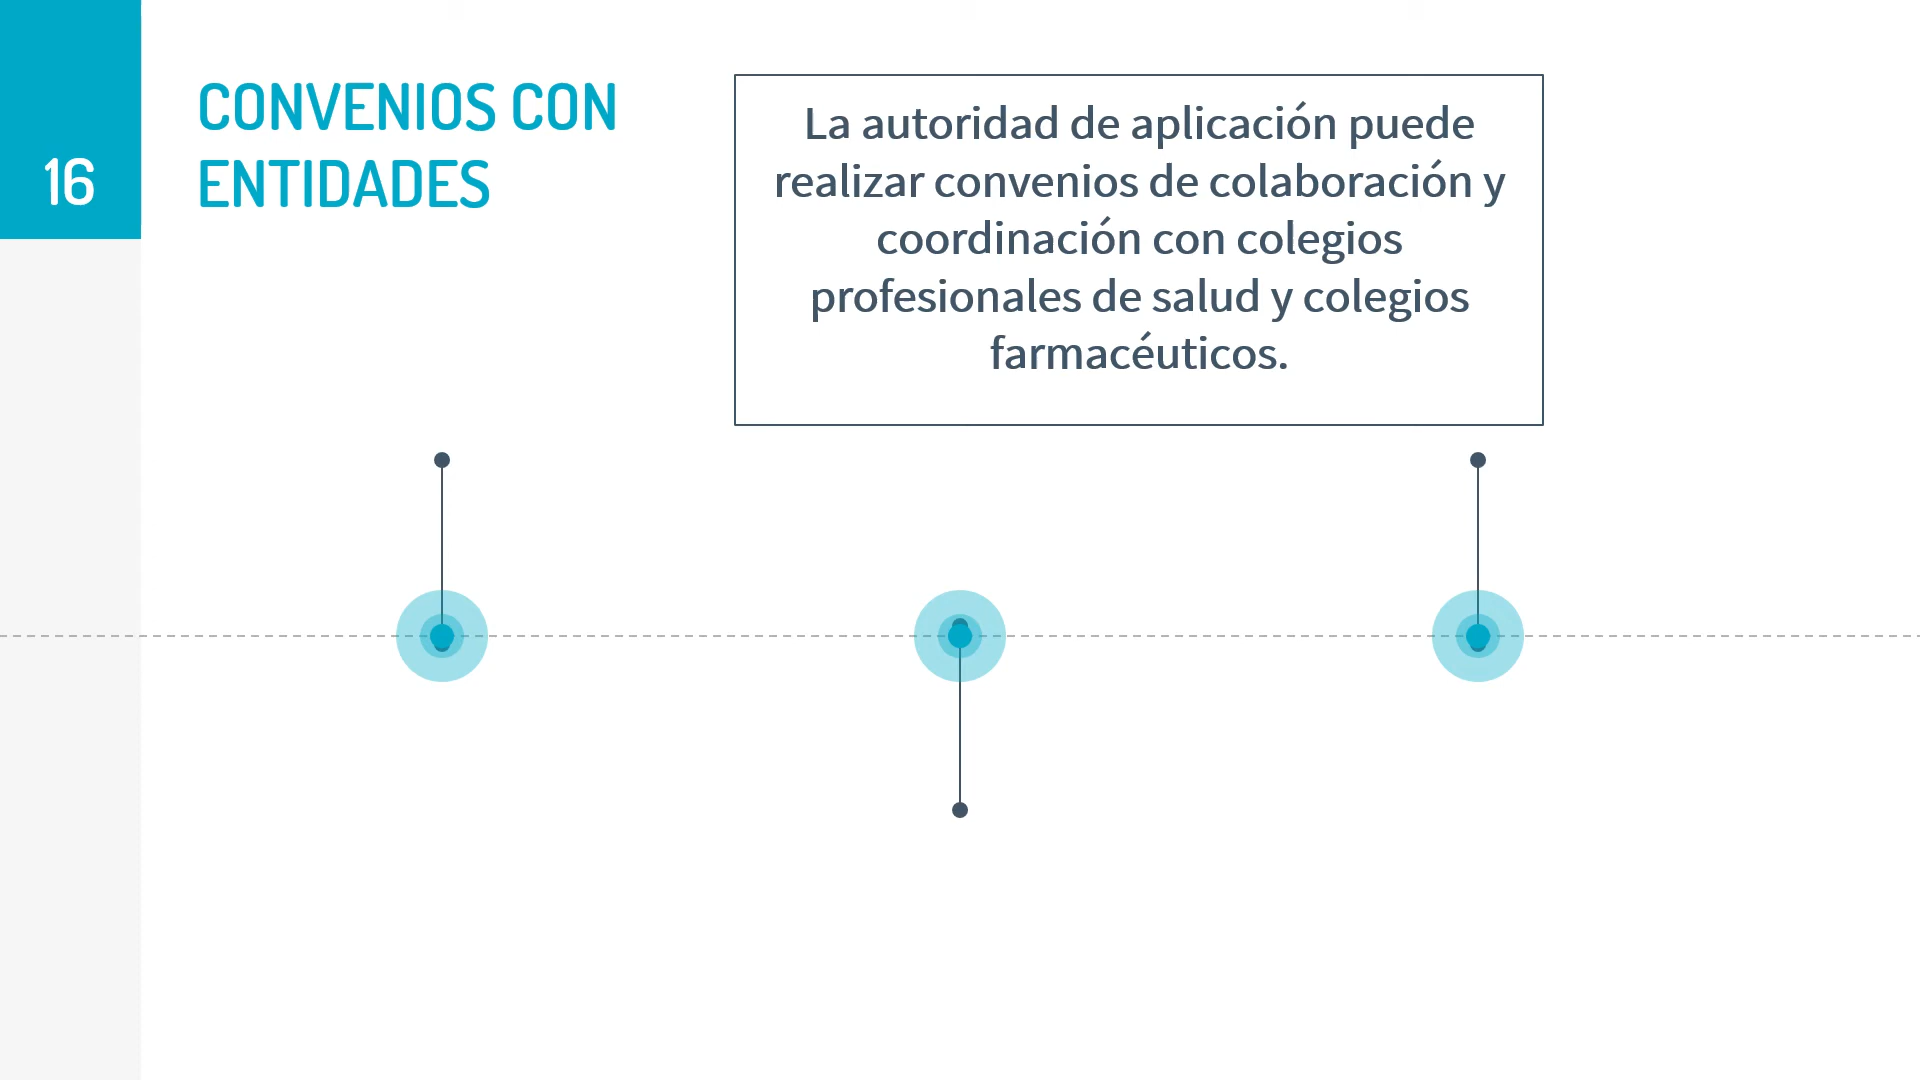 16
CONVENIOS CON
ENTIDADES
La autoridad de aplicación puede
realizar convenios de colaboración y
coordinación con colegios
profesionales de salud y colegios
farmacéuticos.